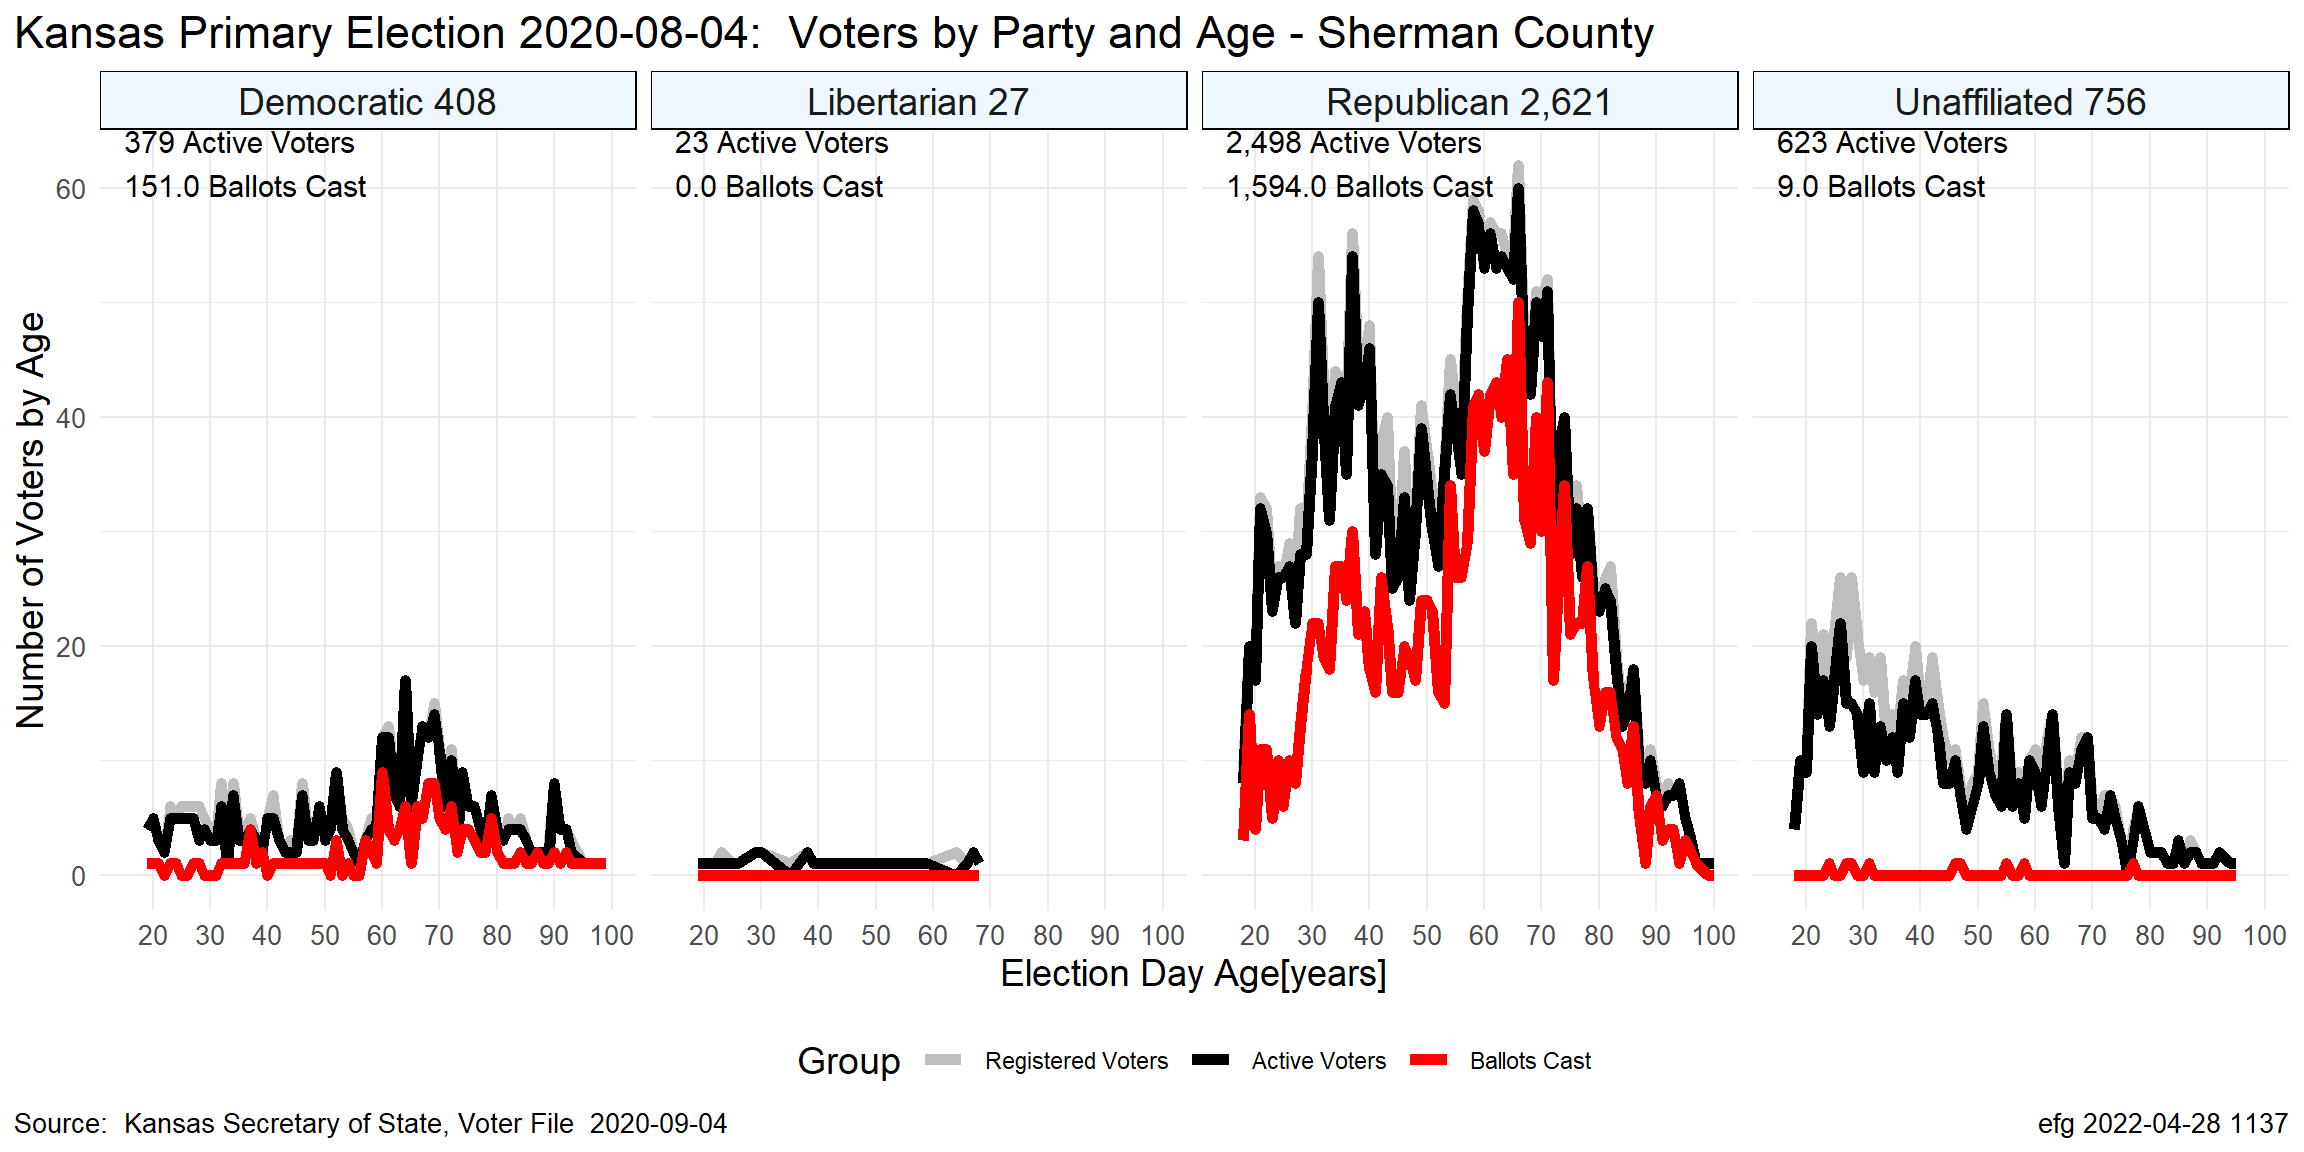 Kansas Primary Election 2020-08-04:  Voters by Party and Age - Sherman County
Democratic 408
Libertarian 27
Republican 2,621
Unaffiliated 756
379 Active Voters
151.0 Ballots Cast
23 Active Voters
0.0 Ballots Cast
2,498 Active Voters
1,594.0 Ballots Cast
623 Active Voters
9.0 Ballots Cast
Number of Voters by Age
60
40
20
0
20 30 40 50 60 70 80 90 100
20 30 40 50 60 70 80 90 100
20 30 40 50 60 70 80 90 100
20 30 40 50 60 70 80 90 100
Election Day Age[years]
Group Registered Voters Active Voters Ballots Cast
Source:  Kansas Secretary of State, Voter File  2020-09-04
efg 2022-04-28 1137